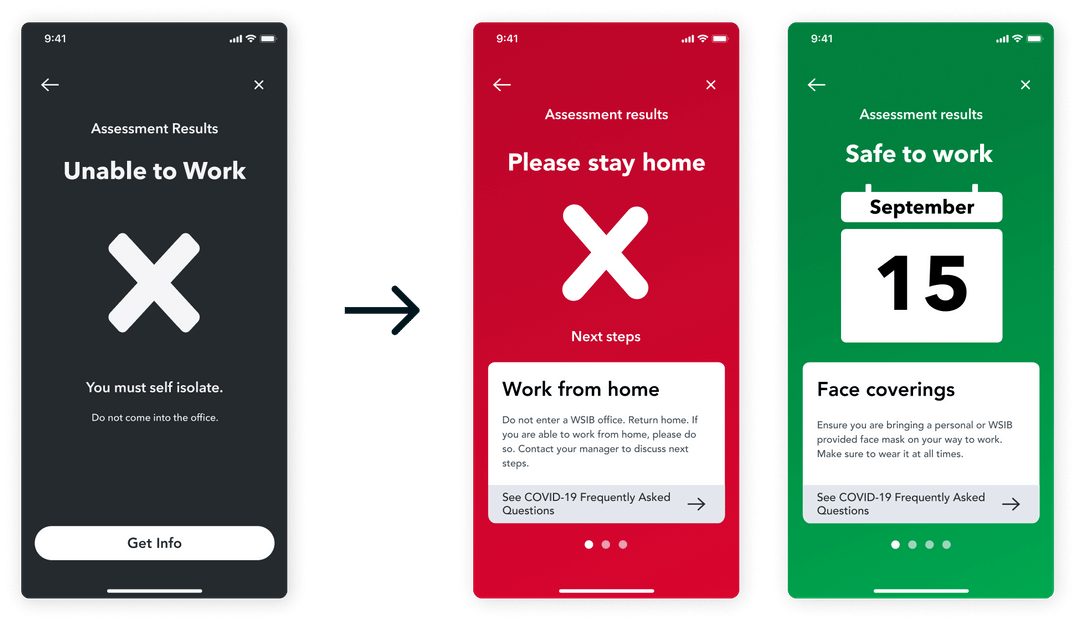 9:41
Assessment Results
Unable to Work
You must self isolate.
Do not come into the office.
Get Info
9:41
Assessment results
Please stay home
Next steps
Work from home
Do not enter a WSIB office. Return home. If
you are able to work from home, please do
so. Contact your manager to discuss next
steps.
See COVID-19 Frequently Asked
Questions
9:41
Assessment results
Safe to work
September
15
Face coverings
Ensure you are bringing a personal or WSIB
provided face mask on your way to work.
Make sure to wear it at all times.
See COVID-19 Frequently Asked
Questions